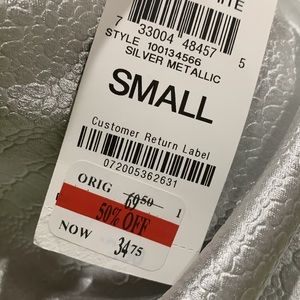 7 33004 48457 5
STYLE 100134566
SILVER METALLIC
SMALL
Customer Return Label
072005362631
ORIG 69.50 1
50% OFF
NOW 34.75